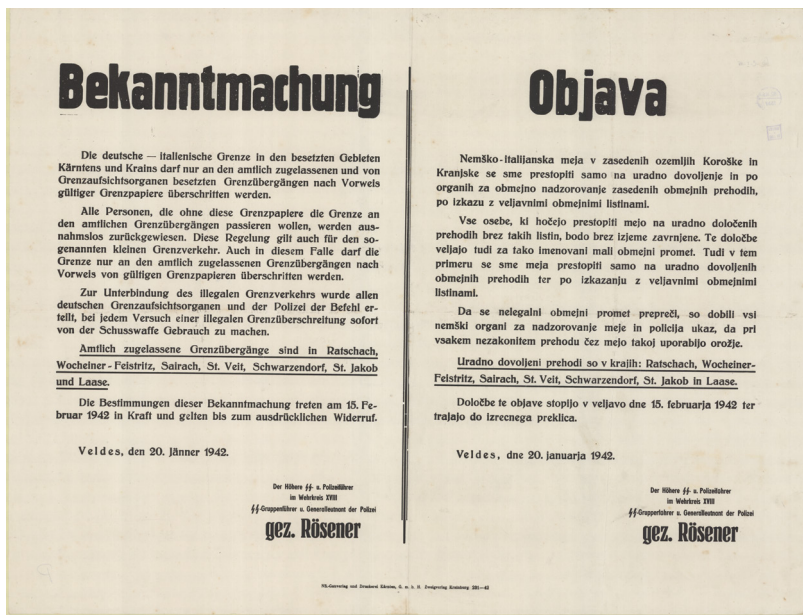 Bekanntmachung
Die deutsche — italienische Grenze in den besetzten Gebieten
Kärntens und Krains darf nur an den amtlich zugelassenen und von
Grenzaufsichtsorganen besetzten Grenzübergängen nach Vorweis
gültiger Grenzpapiere überschritten werden.
Alle Personen, die ohne diese Grenzpapiere die Grenze an
den amtlichen Grenzübergängen passieren wollen, werden aus-
nahmslos zurückgewiesen. Diese Regelung gilt auch für den so-
genannten kleinen Grenzverkehr. Auch in diesem Falle darf die
Grenze nur an den amtlich zugelassenen Grenzübergängen nach
Vorweis von gültigen Grenzpapieren überschritten werden.
Zur Unterbindung des illegalen Grenzverkehrs wurde allen
deutschen Grenzaufsichtsorganen und der Polizei der Befehl er-
teilt, bei jedem Versuch einer illegalen Grenzüberschreitung sofort
von der Schusswaffe Gebrauch zu machen.
Amtlich zugelassene Grenzübergänge sind in Ratschach,
Wocheiner-Feistritz, Sairach, St. Veit, Schwarzendorf, St. Jakob
und Laase.
Die Bestimmungen dieser Bekanntmachung treten am 15. Fe-
bruar 1942 in Kraft und gelten bis zum ausdrücklichen Widerruf.
Veldes, den 20. Jänner 1942.
Der Höhere SS u. Polizeiführer
im Wehrkreis XVIII
SS-Gruppenführer u. Generalleutnant der Polizei
gez. Rösener
Objava
Nemško-italijanska meja v zasedenih ozemljih Koroške in
Kranjske se sme prestopiti samo na uradno dovoljenje in po
organih za obmejno nadzorovanje zasedenih obmejnih prehodih,
po izkazu z veljavnimi obmejnimi listinami.
Vse osebe, ki hočejo prestopiti mejo na uradno določenih
prehodih brez takih listin, bodo brez izjeme zavrnjene. Te določbe
veljajo tudi za tako imenovani mali obmejni promet. Tudi v tem
primeru se sme meja prestopiti samo na uradno dovoljenih
obmejnih prehodih ter po izkazanju z veljavnimi obmejnimi
listinami.
Da se nelegalni obmejni promet prepreči, so dobili vsi
nemški organi za nadzorovanje meje in policija ukaz, da pri
vsakem nezakonitem prehodu čez mejo takoj uporabijo orožje.
Uradno dovoljeni prehodi so v krajih: Ratschach, Wocheiner-
Feistritz, Sairach, St. Veit, Schwarzendorf, St. Jakob in Laase.
Določbe te objave stopijo v veljavo dne 15. februarja 1942 ter
trajajo do izrecnega preklica.
Veldes, dne 20. januarja 1942.
Der Höhere SS u. Polizeiführer
im Wehrkreis XVIII
SS-Gruppenführer u. Generalleutnant der Polizei
gez. Rösener
NS.-Gauverlag und Druckerei Kärnten, G. m. b. H. Zweigverlag Krainburg 291—42